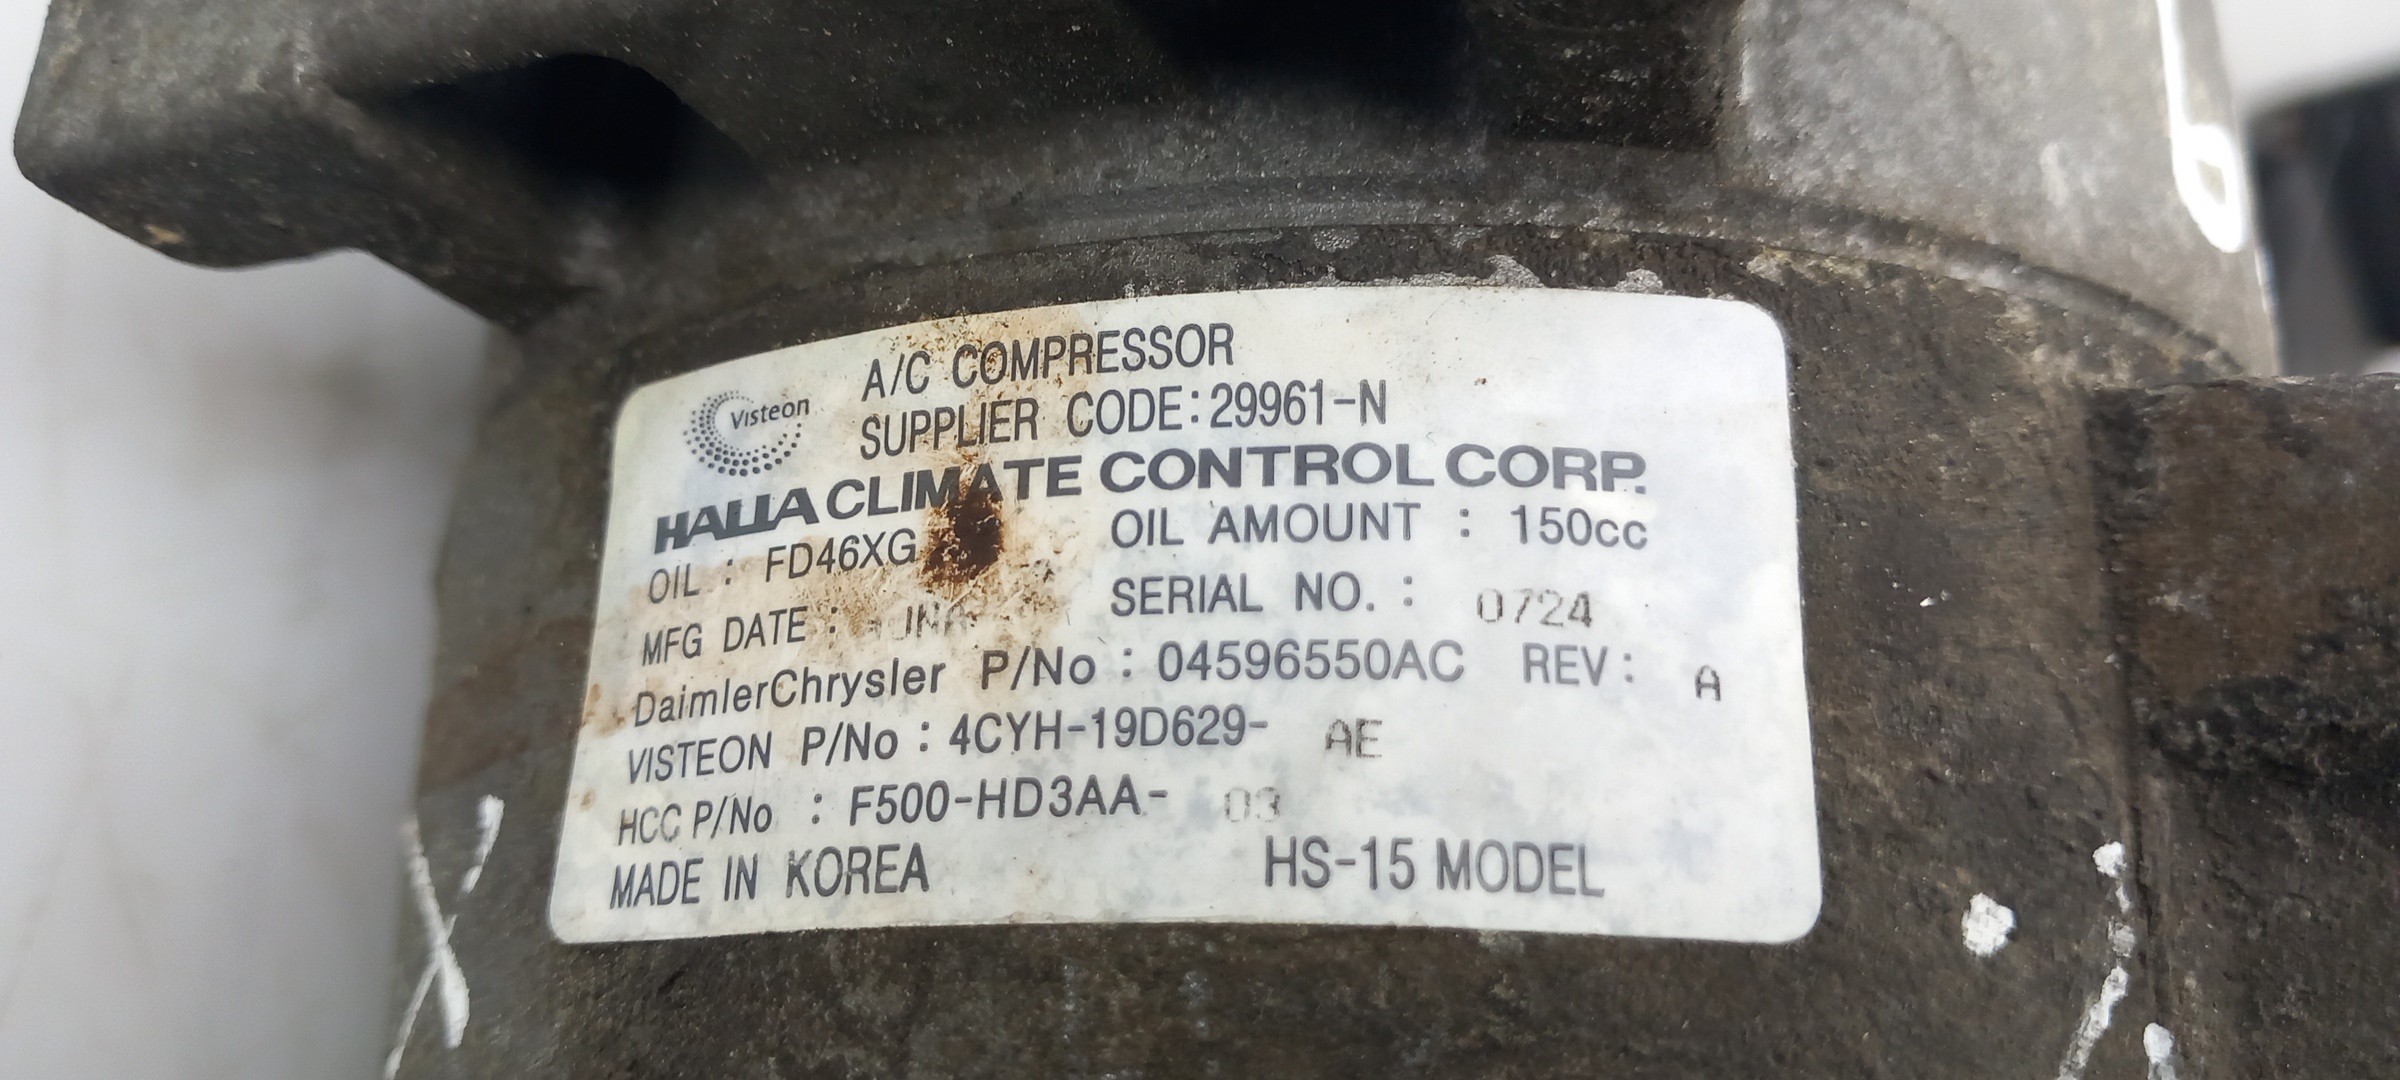 Visteon
A/C COMPRESSOR
SUPPLIER CODE:29961-N
HALLA CLIMATE CONTROL CORP.
OIL : FD46XG OIL AMOUNT : 150cc
MFG DATE : SERIAL NO. : 0724
DaimlerChrysler P/No : 04596550AC REV: A
VISTEON P/No : 4CYH-19D629- AE
HCC P/No : F500-HD3AA- 03
MADE IN KOREA HS-15 MODEL